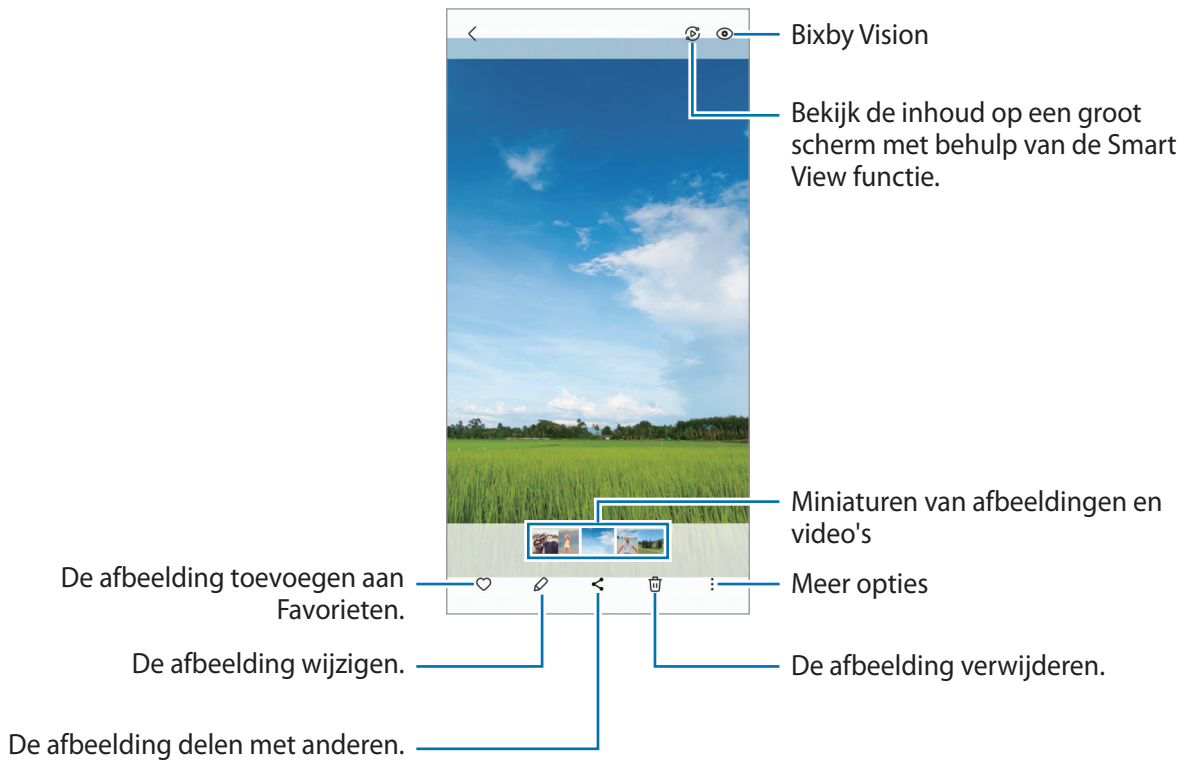 Bixby Vision
Bekijk de inhoud op een groot
scherm met behulp van de Smart
View functie.
Miniaturen van afbeeldingen en
video's
De afbeelding toevoegen aan
Favorieten.
Meer opties
De afbeelding wijzigen.
De afbeelding verwijderen.
De afbeelding delen met anderen.